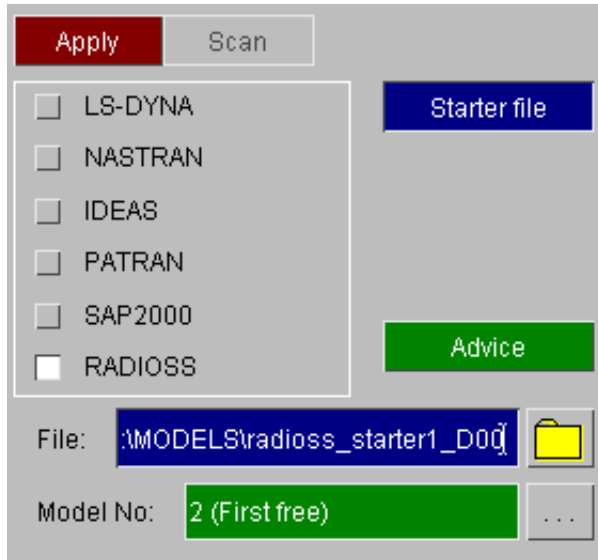 Apply Scan
LS-DYNA Starter file
NASTRAN
IDEAS
PATRAN
SAP2000
Advice
RADIOSS
File: :\MODELS\radioss_starter1_D00
Model No: 2 (First free) ...